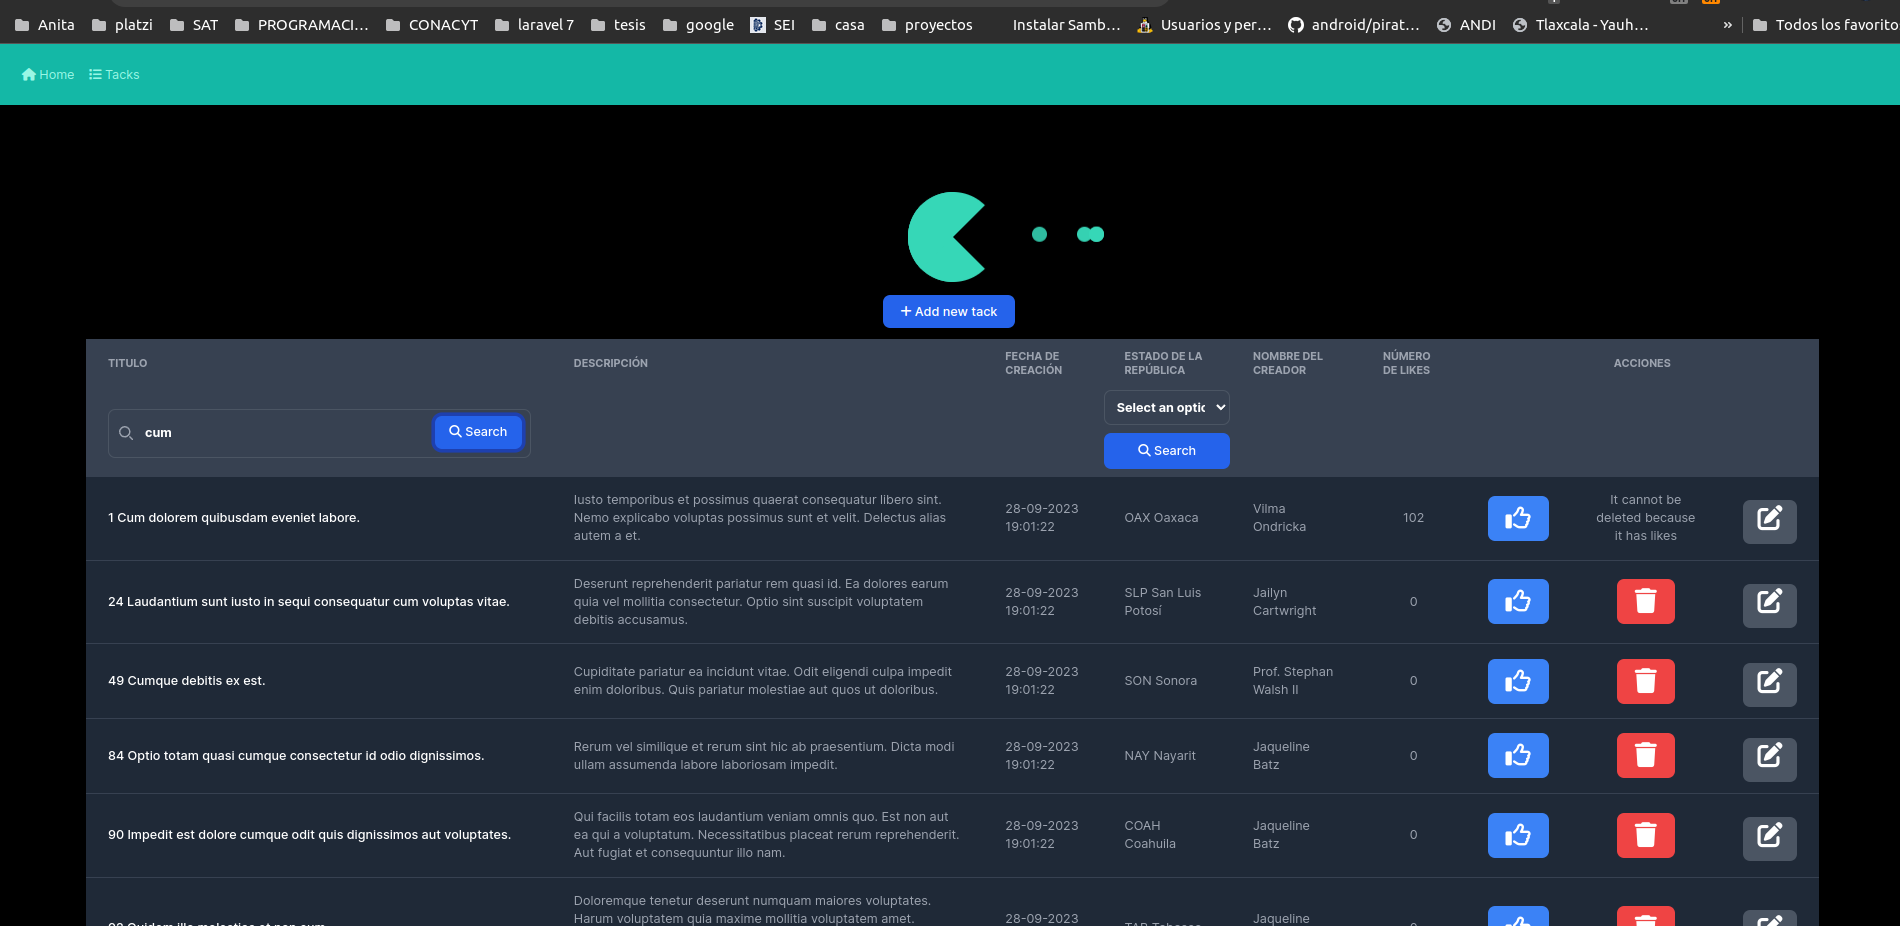 Anita platzi SAT PROGRAMACI... CONACYT laravel 7 tesis google SEI casa proyectos Instalar Samb... Usuarios y per... android/pirat... ANDI Tlaxcala - Yauh... » Todos los favorito
Home Tacks
+ Add new tack
TITULO DESCRIPCIÓN FECHA DE CREACIÓN ESTADO DE LA REPÚBLICA NOMBRE DEL CREADOR NÚMERO DE LIKES ACCIONES
cum Search
Select an optic
Search
1 Cum dolorem quibusdam eveniet labore.
Iusto temporibus et possimus quaerat consequatur libero sint.
Nemo explicabo voluptas possimus sunt et velit. Delectus alias
autem a et.
28-09-2023
19:01:22
OAX Oaxaca
Vilma
Ondricka
102
It cannot be
deleted because
it has likes
24 Laudantium sunt iusto in sequi consequatur cum voluptas vitae.
Deserunt reprehenderit pariatur rem quasi id. Ea dolores earum
quia vel mollitia consectetur. Optio sint suscipit voluptatem
debitis accusamus.
28-09-2023
19:01:22
SLP San Luis
Potosí
Jailyn
Cartwright
0
49 Cumque debitis ex est.
Cupiditate pariatur ea incidunt vitae. Odit eligendi culpa impedit
enim doloribus. Quis pariatur molestiae aut quos ut doloribus.
28-09-2023
19:01:22
SON Sonora
Prof. Stephan
Walsh II
0
84 Optio totam quasi cumque consectetur id odio dignissimos.
Rerum vel similique et rerum sint hic ab praesentium. Dicta modi
ullam assumenda labore laboriosam impedit.
28-09-2023
19:01:22
NAY Nayarit
Jaqueline
Batz
0
90 Impedit est dolore cumque odit quis dignissimos aut voluptates.
Qui facilis totam eos laudantium veniam omnis quo. Est non aut
ea qui a voluptatum. Necessitatibus placeat rerum reprehenderit.
Aut fugiat et consequuntur illo nam.
28-09-2023
19:01:22
COAH
Coahuila
Jaqueline
Batz
0
Doloremque tenetur deserunt numquam maiores voluptates.
Harum voluptatem quia maxime mollitia voluptatem amet.
28-09-2023
Jaqueline